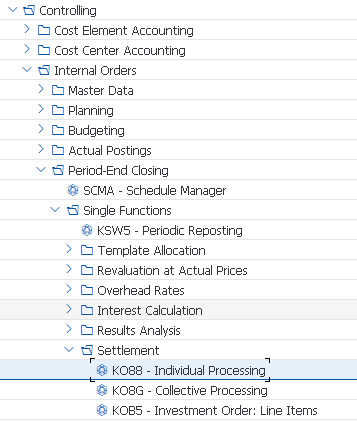 Controlling
Cost Element Accounting
Cost Center Accounting
Internal Orders
Master Data
Planning
Budgeting
Actual Postings
Period-End Closing
SCMA - Schedule Manager
Single Functions
KSW5 - Periodic Reposting
Template Allocation
Revaluation at Actual Prices
Overhead Rates
Interest Calculation
Results Analysis
Settlement
KO88 - Individual Processing
KO8G - Collective Processing
KOB5 - Investment Order: Line Items